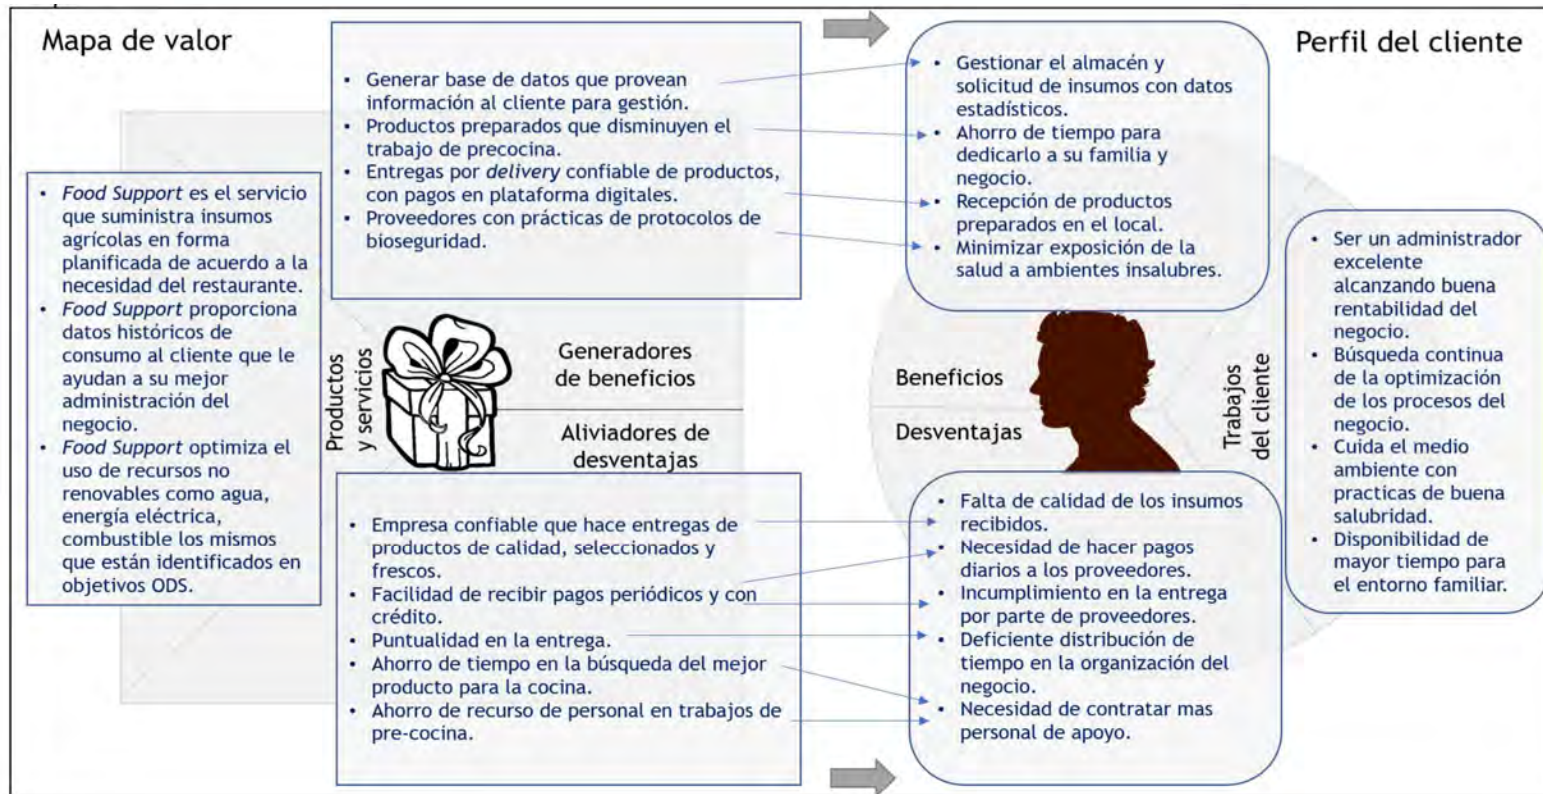 Mapa de valor
Perfil del cliente
• Generar base de datos que provean
información al cliente para gestión.
• Productos preparados que disminuyen el
trabajo de precocina.
• Entregas por delivery confiable de productos,
con pagos en plataforma digitales.
• Proveedores con prácticas de protocolos de
bioseguridad.
• Gestionar el almacén y
solicitud de insumos con datos
estadísticos.
• Ahorro de tiempo para
dedicarlo a su familia y
negocio.
• Recepción de productos
preparados en el local.
• Minimizar exposición de la
salud a ambientes insalubres.
• Food Support es el servicio
que suministra insumos
agrícolas en forma
planificada de acuerdo a la
necesidad del restaurante.
• Food Support proporciona
datos históricos de
consumo al cliente que le
ayudan a su mejor
administración del
negocio.
• Food Support optimiza el
uso de recursos no
renovables como agua,
energía eléctrica,
combustible los mismos
que están identificados en
objetivos ODS.
Productos
y servicios
Generadores
de beneficios
Aliviadores de
desventajas
Beneficios
Desventajas
Trabajos
del cliente
• Ser un administrador
excelente
alcanzando buena
rentabilidad del
negocio.
• Búsqueda continua
de la optimización
de los procesos del
negocio.
• Cuida el medio
ambiente con
practicas de buena
salubridad.
• Disponibilidad de
mayor tiempo para
el entorno familiar.
• Empresa confiable que hace entregas de
productos de calidad, seleccionados y
frescos.
• Facilidad de recibir pagos periódicos y con
crédito.
• Puntualidad en la entrega.
• Ahorro de tiempo en la búsqueda del mejor
producto para la cocina.
• Ahorro de recurso de personal en trabajos de
pre-cocina.
• Falta de calidad de los insumos
recibidos.
• Necesidad de hacer pagos
diarios a los proveedores.
• Incumplimiento en la entrega
por parte de proveedores.
• Deficiente distribución de
tiempo en la organización del
negocio.
• Necesidad de contratar mas
personal de apoyo.